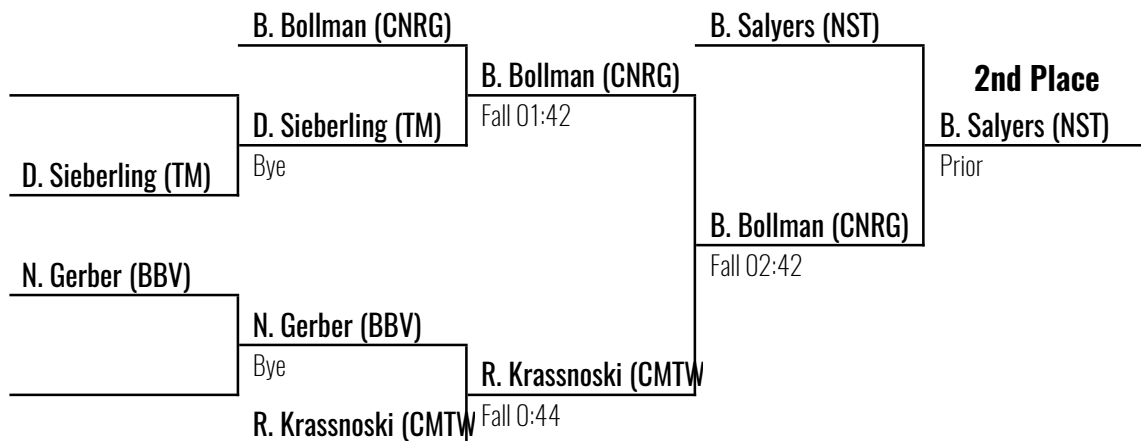 B. Bollman (CNRG)
B. Salyers (NST)
B. Bollman (CNRG)
2nd Place
Fall 01:42
D. Sieberling (TM)
B. Salyers (NST)
Bye
Prior
D. Sieberling (TM)
B. Bollman (CNRG)
Fall 02:42
N. Gerber (BBV)
N. Gerber (BBV)
Bye
R. Krassnoski (CMTW
Fall 0:44
R. Krassnoski (CMTW